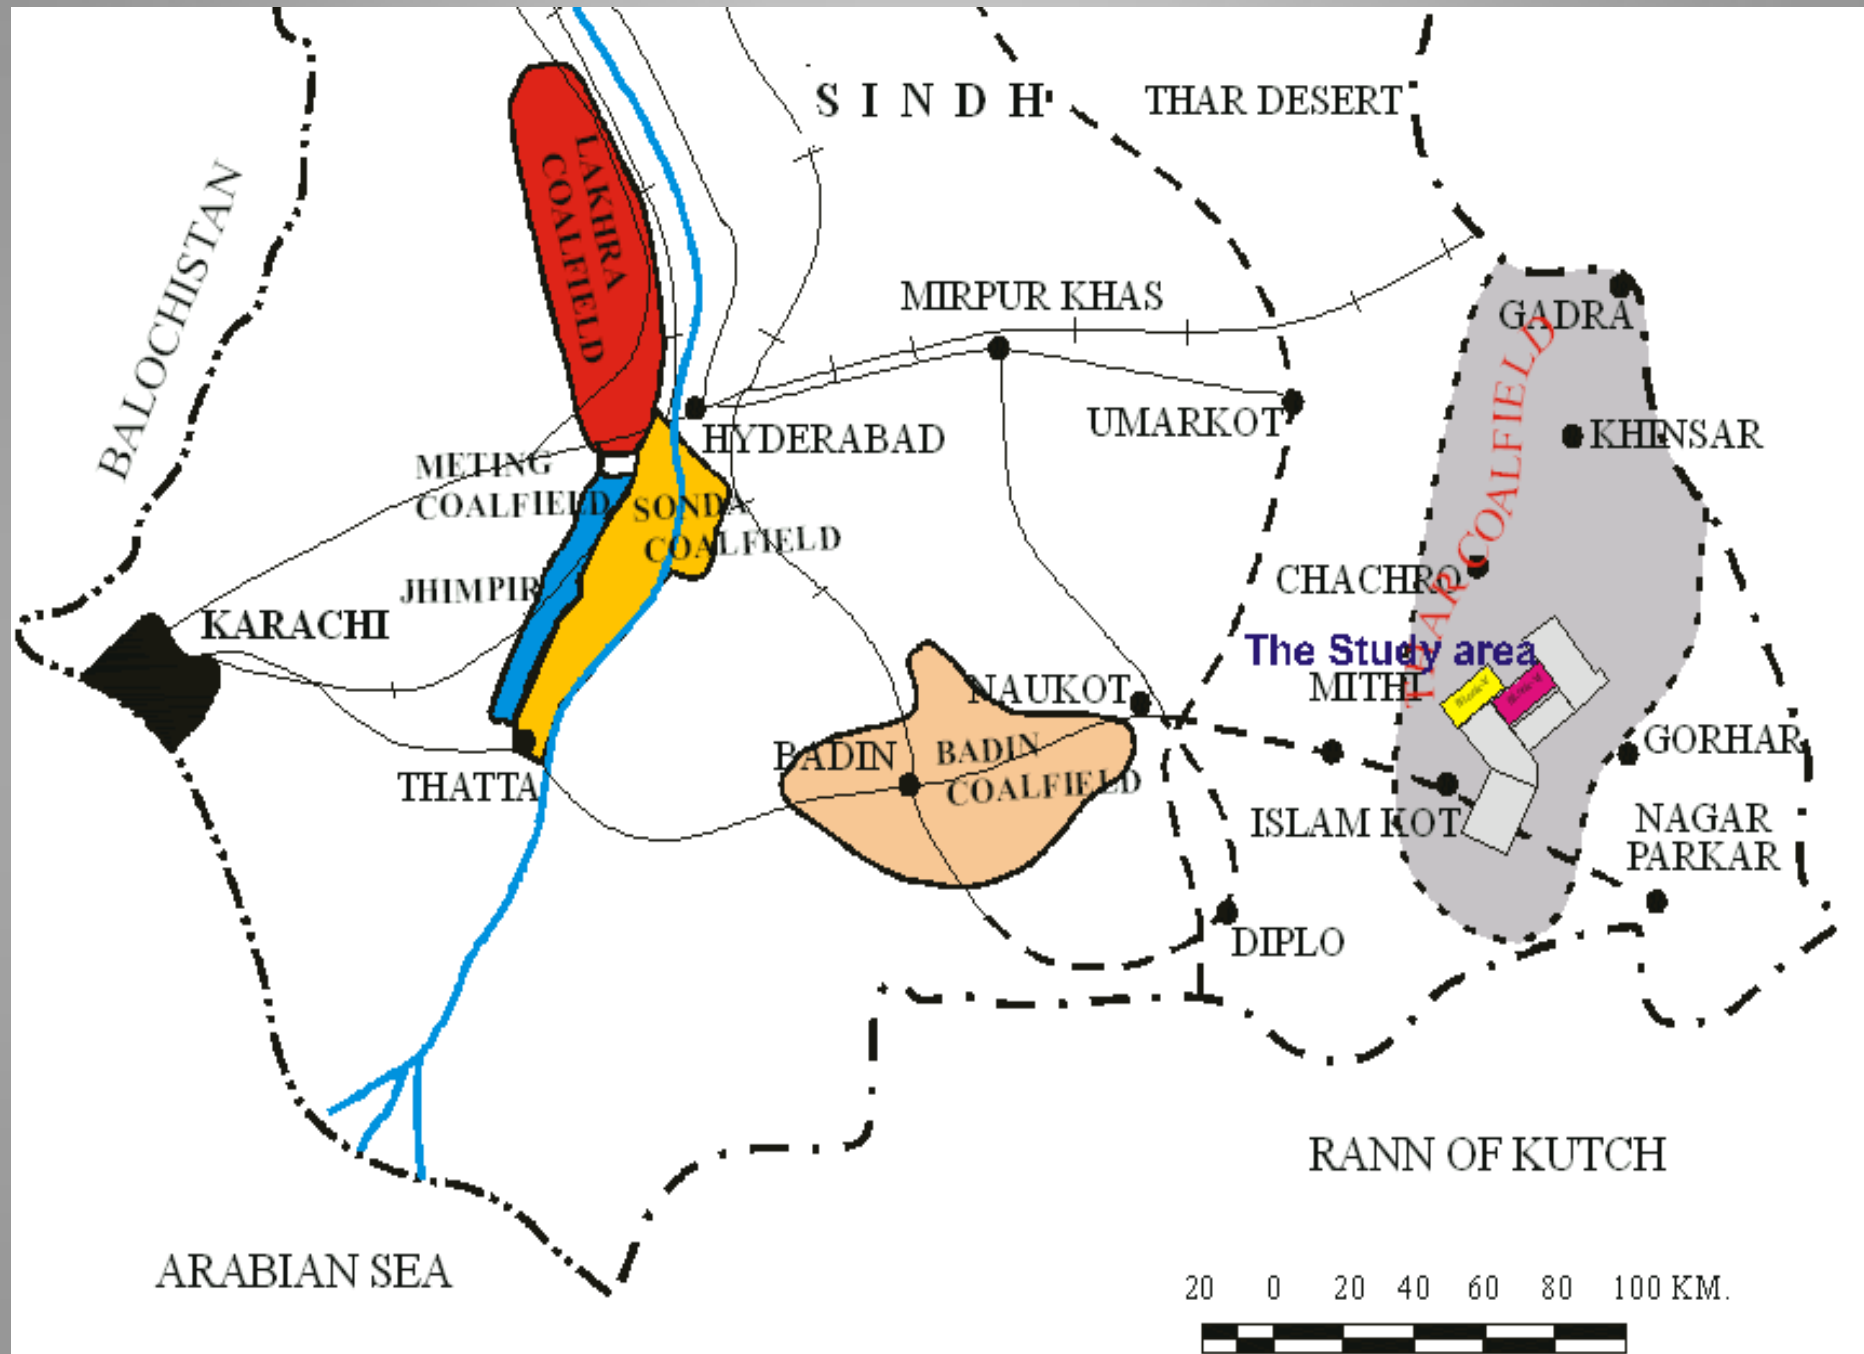 S I N D H
THAR DESERT
BALOCHISTAN
LAKHRA
COALFIELD
MIRPUR KHAS
GADRA
UMARKOT
KHINSAR
HYDERABAD
METING
COALFIELD
SONDA
COALFIELD
THAR COALFIELD
CHACHRO
JHIMPIR
KARACHI
The Study area
MITHI
NAUKOT
GORHAR
BADIN
BADIN
COALFIELD
THATTA
ISLAM KOT
NAGAR
PARKAR
DIPLO
RANN OF KUTCH
ARABIAN SEA
20 0 20 40 60 80 100 KM.